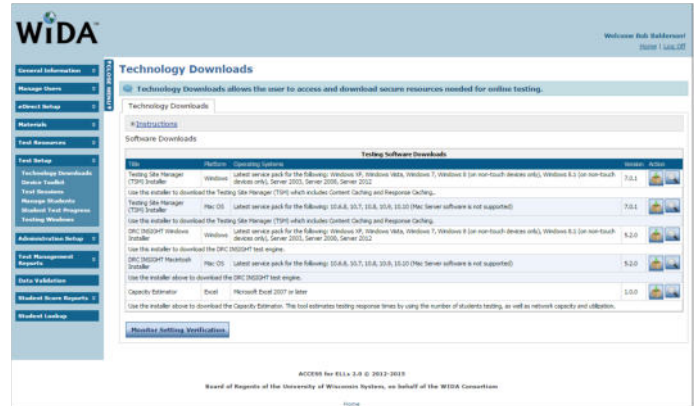 WiDA
Welcome Bob Balderson!
Home | Log Off
General Information
Manage Users
eDirect Setup
Materials
Test Resources
Test Setup
Technology Downloads
Device Toolkit
Test Sessions
Manage Students
Student Test Progress
Testing Windows
Administration Setup
Test Management
Reports
Data Validation
Student Score Reports
Student Lookup
CLOSE MENU
Technology Downloads
Technology Downloads allows the user to access and download secure resources needed for online testing.
Technology Downloads
+Instructions
Software Downloads
Testing Software Downloads
Title Platform Operating Systems Version Action
Testing Site Manager (TSM) Installer Windows Latest service pack for the following: Windows XP, Windows Vista, Windows 7, Windows 8 (on non-touch devices only), Windows 8.1 (on non-touch devices only), Server 2003, Server 2008, Server 2012 7.0.1
Use this installer to download the Testing Site Manager (TSM) which includes Content Caching and Response Caching.
Testing Site Manager (TSM) Installer Mac OS Latest service pack for the following: 10.6.8, 10.7, 10.8, 10.9, 10.10 (Mac Server software is not supported) 7.0.1
Use the installer above to download the Testing Site Manager (TSM) which includes Content Caching and Response Caching.
DRC INSIGHT Windows Installer Windows Latest service pack for the following: Windows XP, Windows Vista, Windows 7, Windows 8 (on non-touch devices only), Windows 8.1 (on non-touch devices only), Server 2003, Server 2008, Server 2012 5.2.0
Use this installer to download the DRC INSIGHT test engine.
DRC INSIGHT Macintosh Installer Mac OS Latest service pack for the following: 10.6.8, 10.7, 10.8, 10.9, 10.10 (Mac Server software is not supported) 5.2.0
Use the installer above to download the DRC INSIGHT test engine.
Capacity Estimator Excel Microsoft Excel 2007 or later 1.0.0
Use the installer above to download the Capacity Estimator. This tool estimates testing response times by using the number of students testing, as well as network capacity and utilization.
Monitor Setting Verification
ACCESS for ELLs 2.0 © 2012-2015
Board of Regents of the University of Wisconsin System, on behalf of the WIDA Consortium
Home